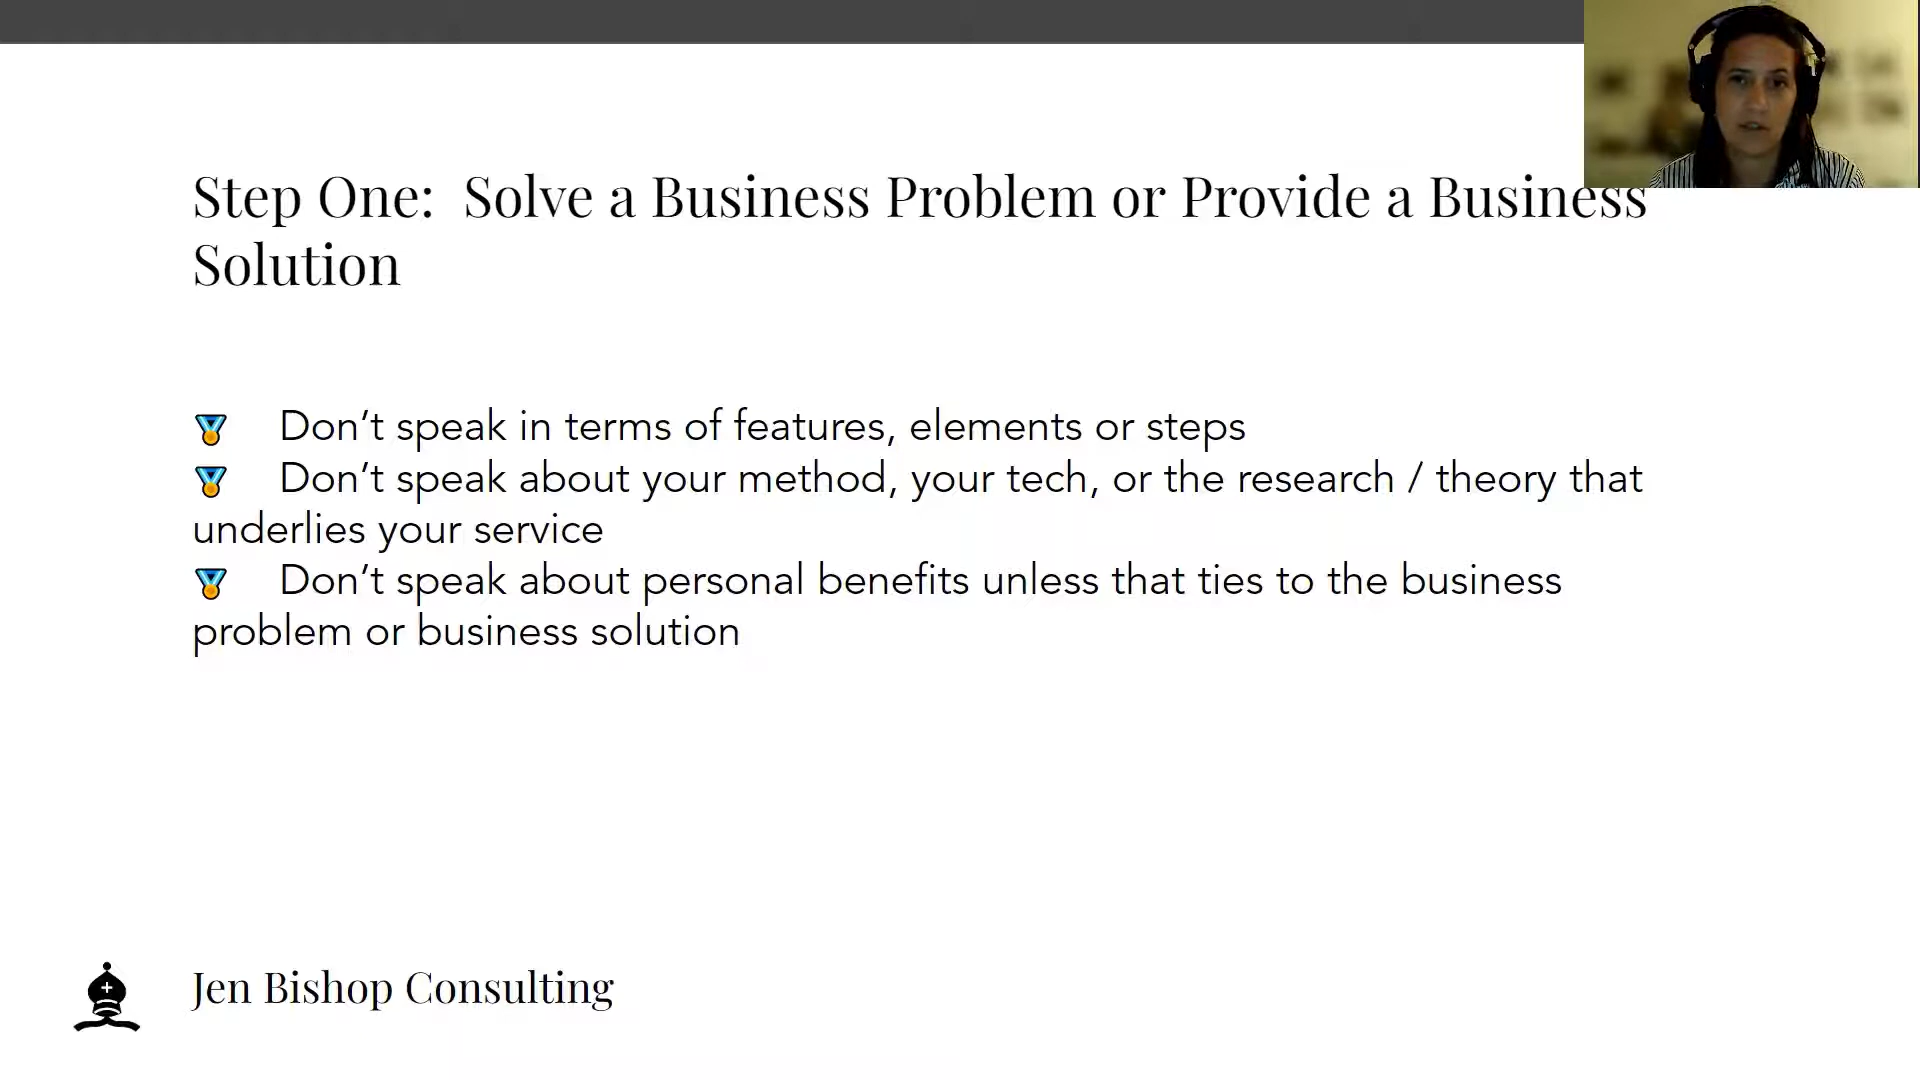 Step One:  Solve a Business Problem or Provide a Business
Solution
Don’t speak in terms of features, elements or steps
Don’t speak about your method, your tech, or the research / theory that
underlies your service
Don’t speak about personal benefits unless that ties to the business
problem or business solution
Jen Bishop Consulting